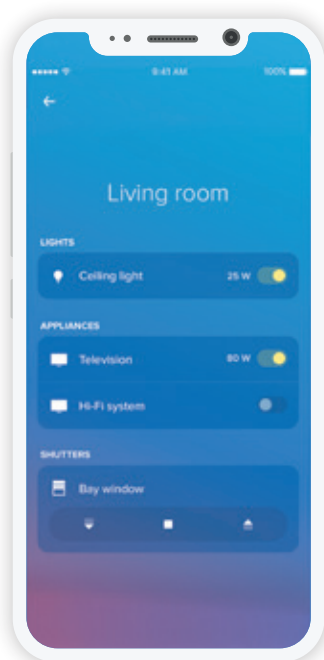 9:41 AM 100%
Living room
LIGHTS
Ceiling light 25 W
APPLIANCES
Television 80 W
Hi-Fi system
SHUTTERS
Bay window